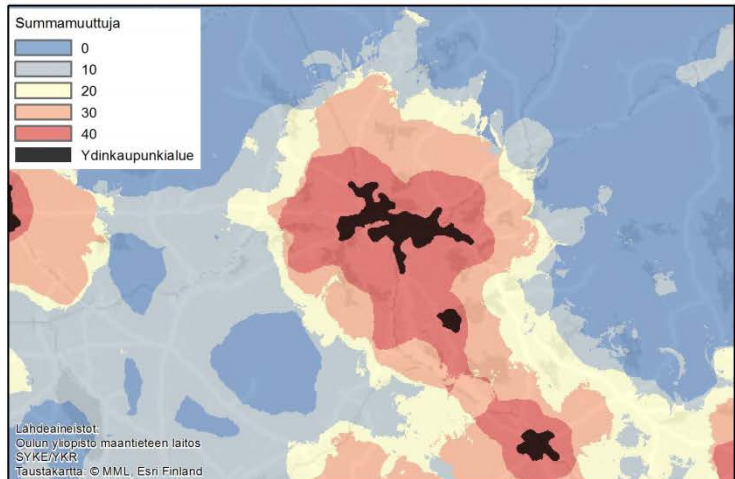 Summamuuttuja
0
10
20
30
40
Ydinkaupunkialue
Lähdeaineistot:
Oulun yliopisto maantieteen laitos
SYKE/YKR
Taustakartta: © MML, Esri Finland